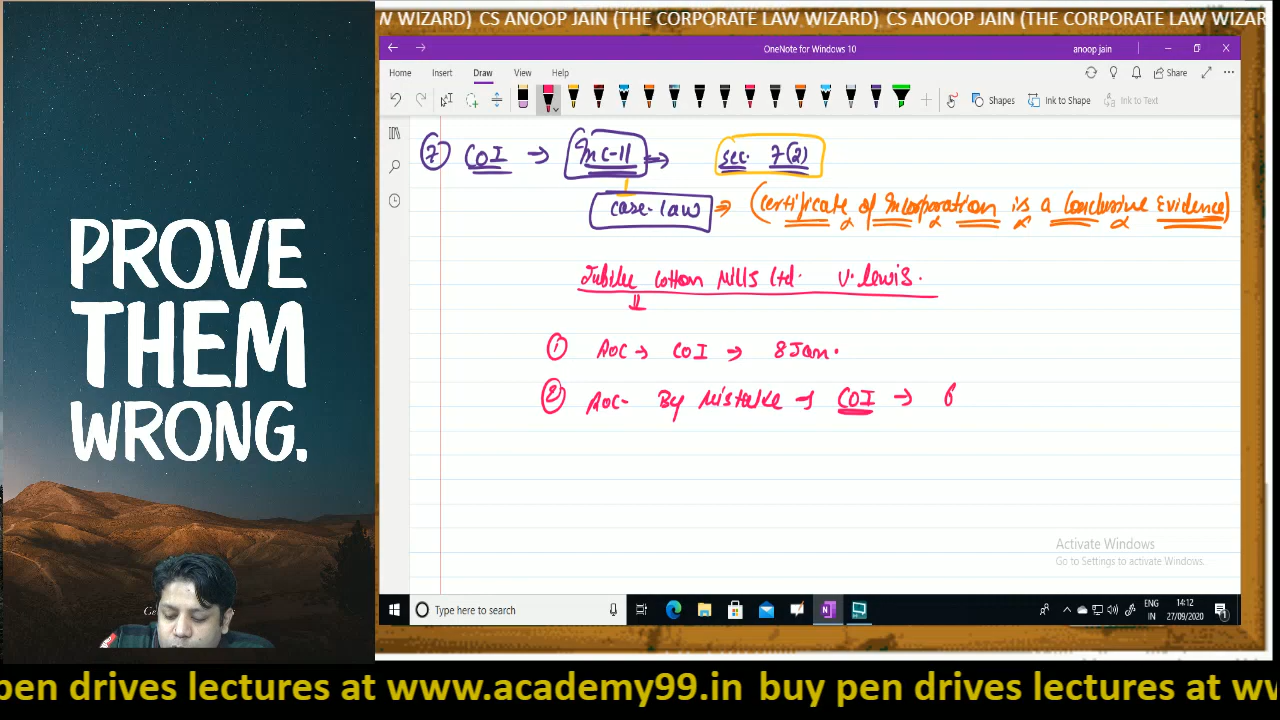 W WIZARD) CS ANOOP JAIN (THE CORPORATE LAW WIZARD) CS ANOOP JAIN (THE CORPORATE LAW WIZAR
OneNote for Windows 10
anoop jain
Home Insert Draw View Help
Share
Shapes Ink to Shape Ink to Text
7 COI → INC-11 ⇒ Sec. 7(2)
Case-law ⇒ (Certificate of Incorporation is a Conclusive Evidence)
Jubilee Cotton Mills Ltd. V. Lewis.
① ROC → COI → 8 Jan.
② ROC- By Mistake → COI → 6
PROVE
THEM
WRONG.
Activate Windows
Go to Settings to activate Windows.
Type here to search
ENG
IN
14:12
27/09/2020
pen drives lectures at www.academy99.in buy pen drives lectures at wv